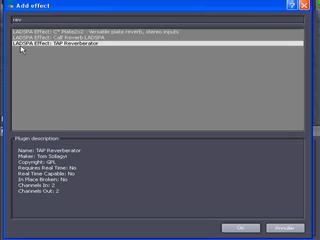 Add effect
rev
LADSPA Effect: C* Plate2x2 - Versatile plate reverb, stereo inputs
LADSPA Effect: Calf Reverb LADSPA
LADSPA Effect: TAP Reverberator
Plugin description
Name: TAP Reverberator
Maker: Tom Szilagyi
Copyright: GPL
Requires Real Time: No
Real Time Capable: No
In Place Broken: No
Channels In: 2
Channels Out: 2
Ok
Annuler